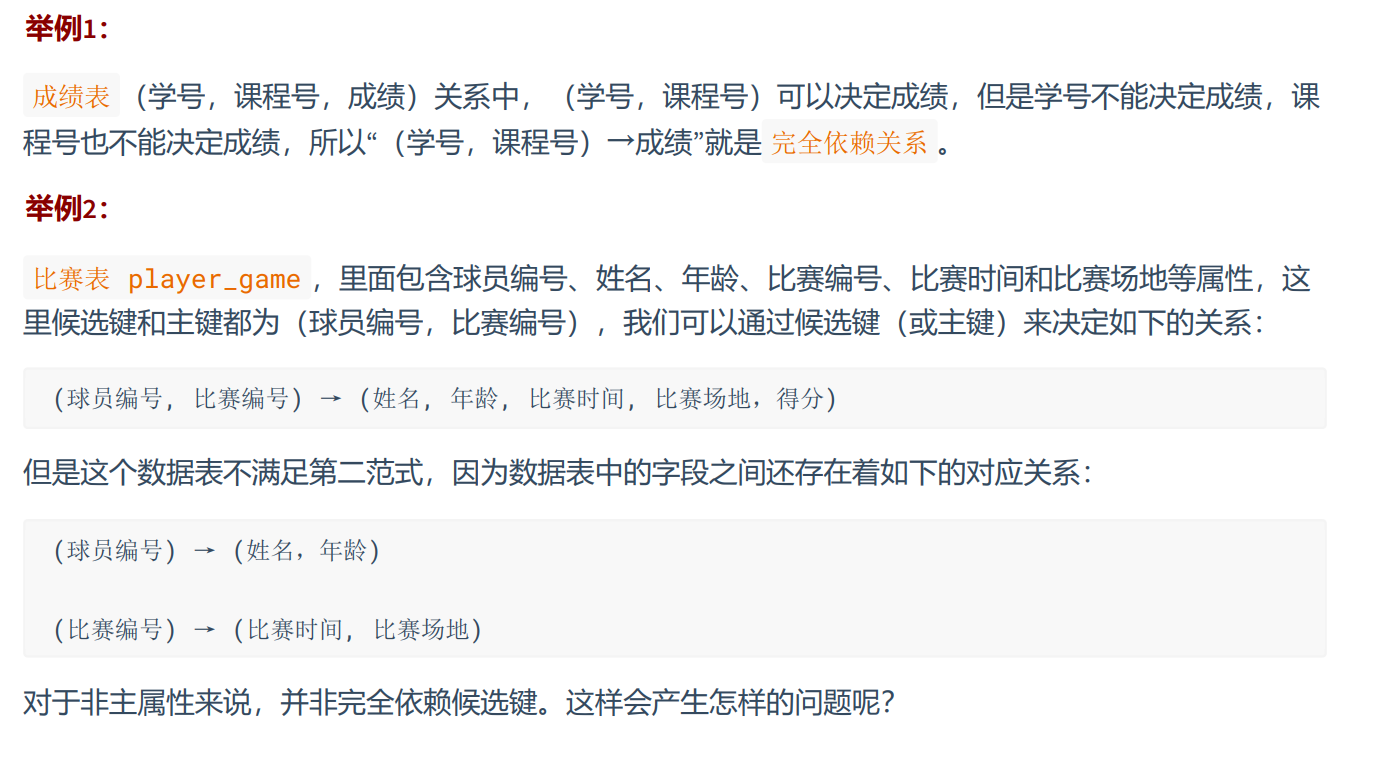 举例1：
成绩表 （学号，课程号，成绩）关系中，（学号，课程号）可以决定成绩，但是学号不能决定成绩，课
程号也不能决定成绩，所以“（学号，课程号）→成绩”就是 完全依赖关系 。
举例2：
比赛表 player_game ，里面包含球员编号、姓名、年龄、比赛编号、比赛时间和比赛场地等属性，这
里候选键和主键都为（球员编号，比赛编号），我们可以通过候选键（或主键）来决定如下的关系：
(球员编号, 比赛编号) → (姓名, 年龄, 比赛时间, 比赛场地，得分)
但是这个数据表不满足第二范式，因为数据表中的字段之间还存在着如下的对应关系：
(球员编号) → (姓名，年龄)
(比赛编号) → (比赛时间, 比赛场地)
对于非主属性来说，并非完全依赖候选键。这样会产生怎样的问题呢？